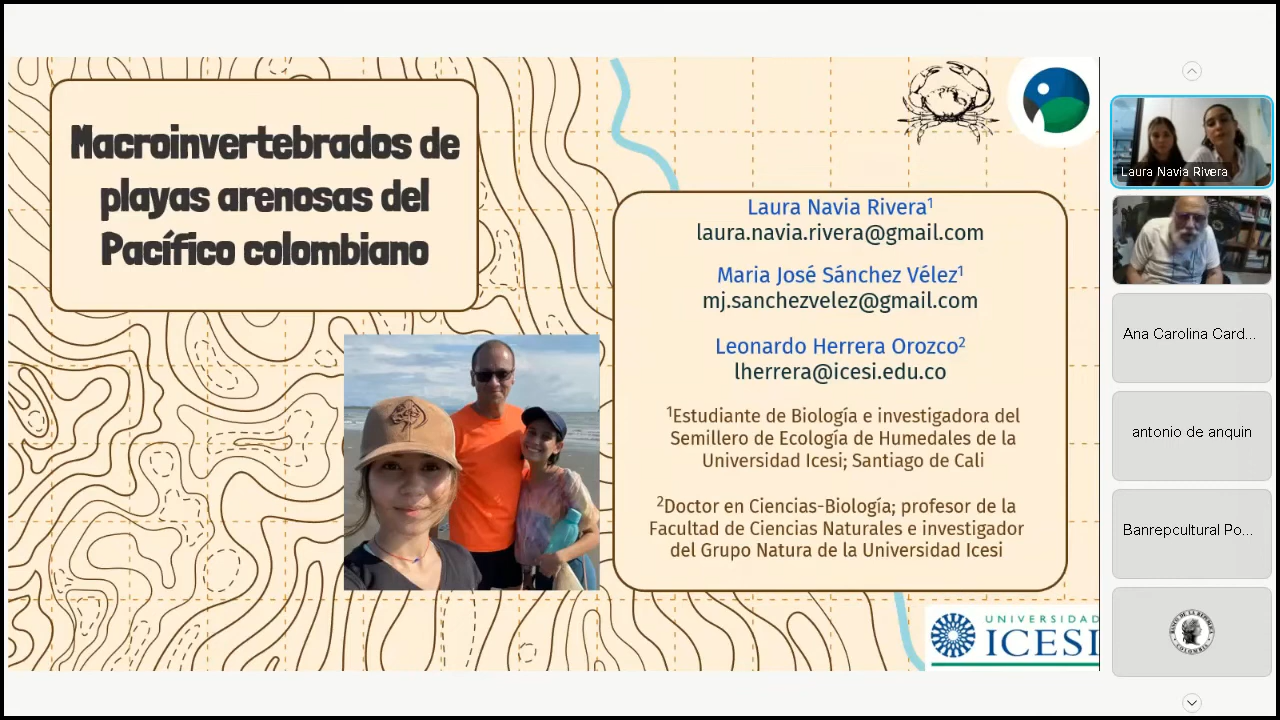 Macroinvertebrados de
playas arenosas del
Pacífico colombiano
Laura Navia Rivera¹
laura.navia.rivera@gmail.com
Maria José Sánchez Vélez¹
mj.sanchezvelez@gmail.com
Leonardo Herrera Orozco²
lherrera@icesi.edu.co
¹Estudiante de Biología e investigadora del
Semillero de Ecología de Humedales de la
Universidad Icesi; Santiago de Cali
²Doctor en Ciencias-Biología; profesor de la
Facultad de Ciencias Naturales e investigador
del Grupo Natura de la Universidad Icesi
UNIVERSIDAD
ICESI
Laura Navia Rivera
Ana Carolina Card...
antonio de anquin
Banrepcultural Po...